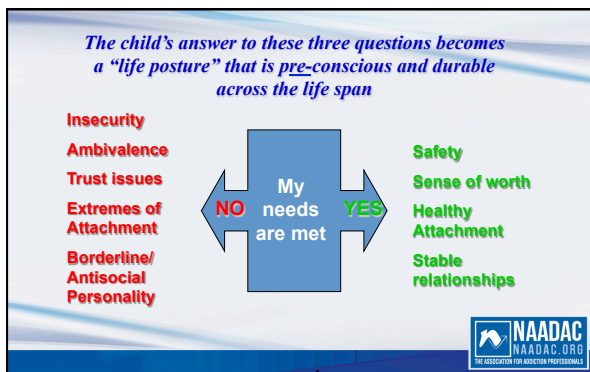 The child's answer to these three questions becomes
a “life posture” that is pre-conscious and durable
across the life span
Insecurity
Ambivalence
Trust issues
Extremes of
Attachment
Borderline/
Antisocial
Personality
NO
My
needs
are met
YES
Safety
Sense of worth
Healthy
Attachment
Stable
relationships
NAADAC
NAADAC.ORG
THE ASSOCIATION FOR ADDICTION PROFESSIONALS